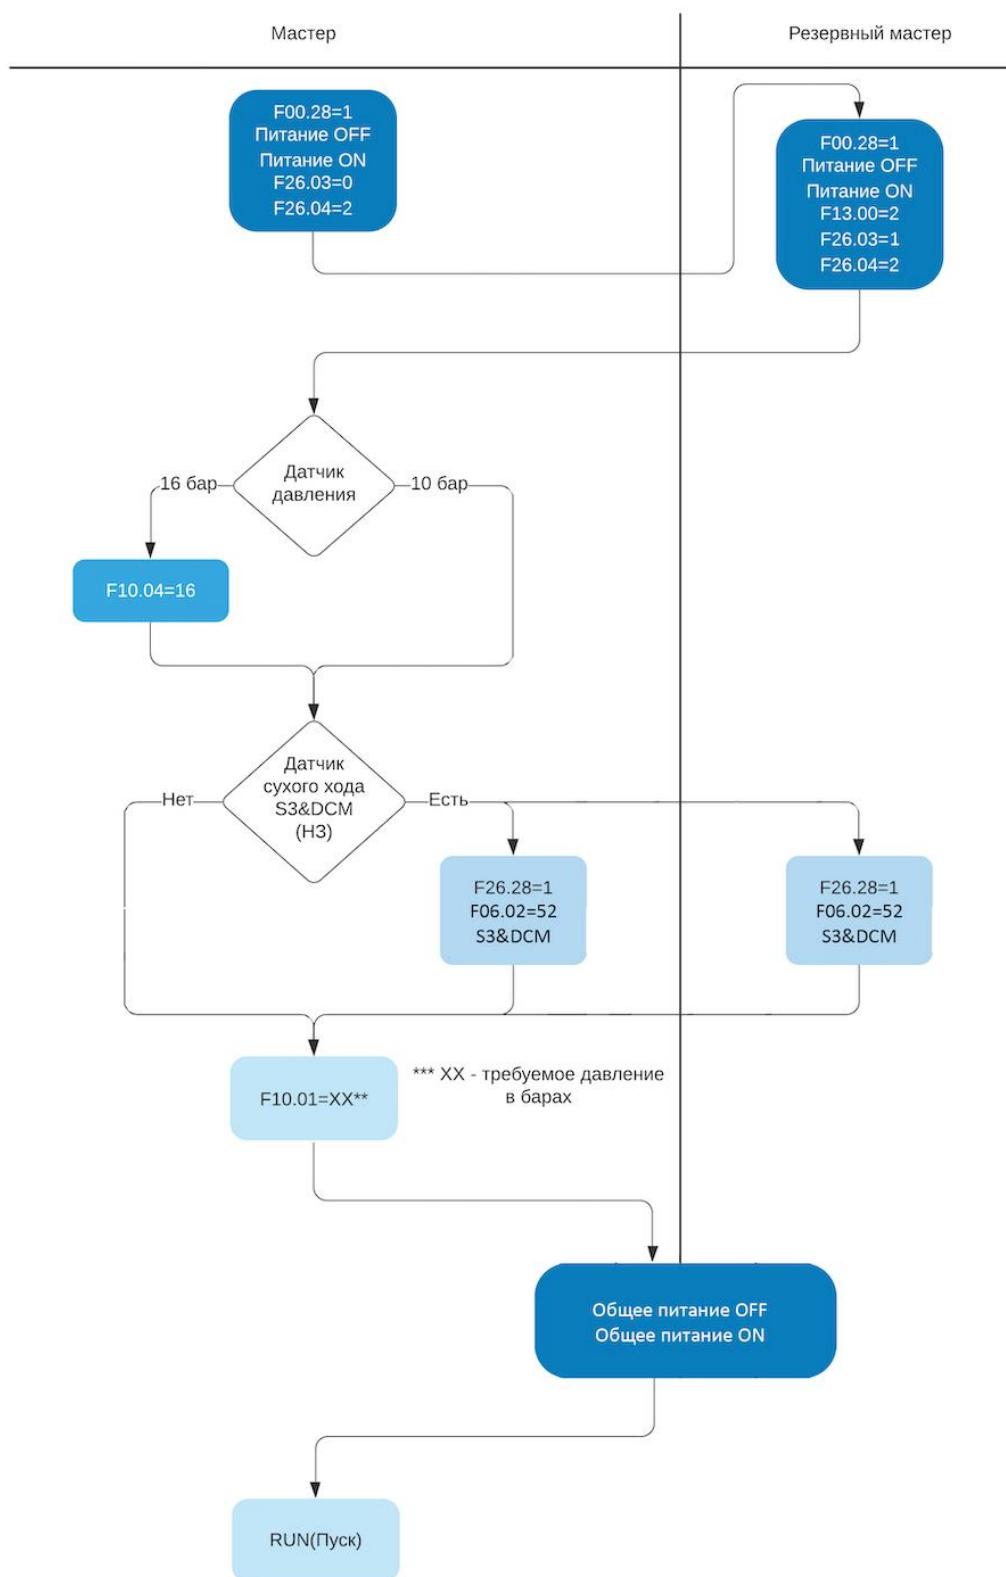 Мастер
Резервный мастер
F00.28=1
Питание OFF
Питание ON
F26.03=0
F26.04=2
F00.28=1
Питание OFF
Питание ON
F13.00=2
F26.03=1
F26.04=2
Датчик
давления
16 бар
10 бар
F10.04=16
Датчик
сухого хода
S3&DCM
(НЗ)
Нет
Есть
F26.28=1
F06.02=52
S3&DCM
F26.28=1
F06.02=52
S3&DCM
F10.01=XX**
*** XX - требуемое давление
в барах
Общее питание OFF
Общее питание ON
RUN(Пуск)